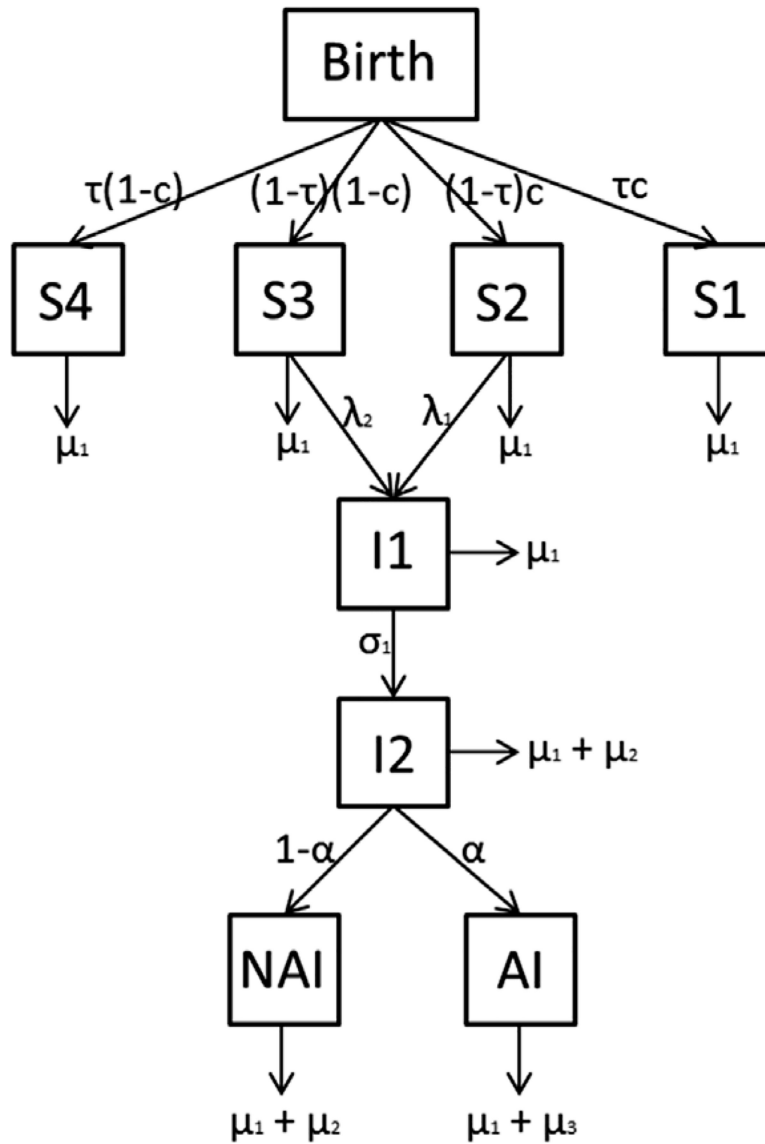 Birth
τ(1-c) (1-τ)(1-c) (1-τ)c τc
S4 S3 S2 S1
μ₁ μ₁ λ₂ λ₁ μ₁ μ₁
I1 μ₁
σ₁
I2 μ₁ + μ₂
1-α α
NAI AI
μ₁ + μ₂ μ₁ + μ₃